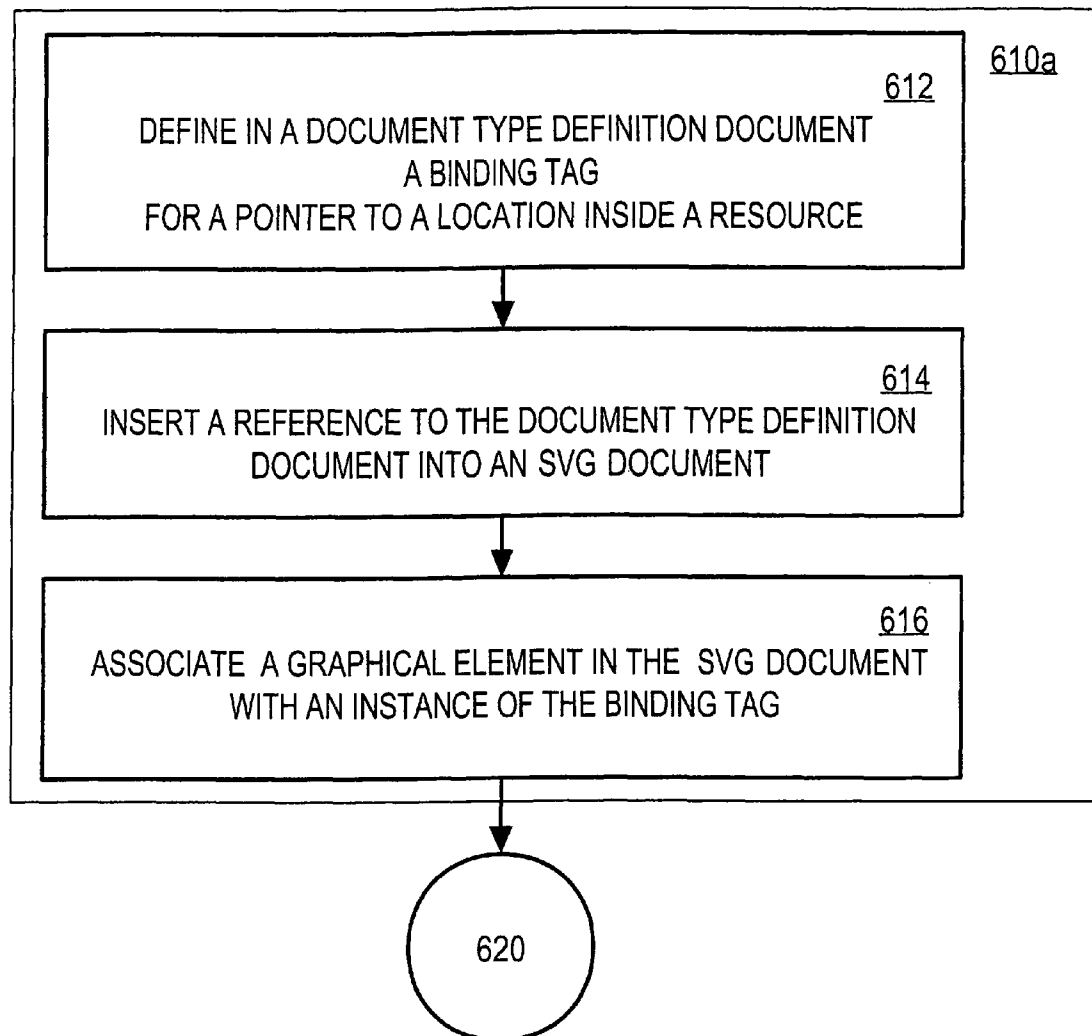 610a
612
DEFINE IN A DOCUMENT TYPE DEFINITION DOCUMENT
A BINDING TAG
FOR A POINTER TO A LOCATION INSIDE A RESOURCE
614
INSERT A REFERENCE TO THE DOCUMENT TYPE DEFINITION
DOCUMENT INTO AN SVG DOCUMENT
616
ASSOCIATE A GRAPHICAL ELEMENT IN THE SVG DOCUMENT
WITH AN INSTANCE OF THE BINDING TAG
620